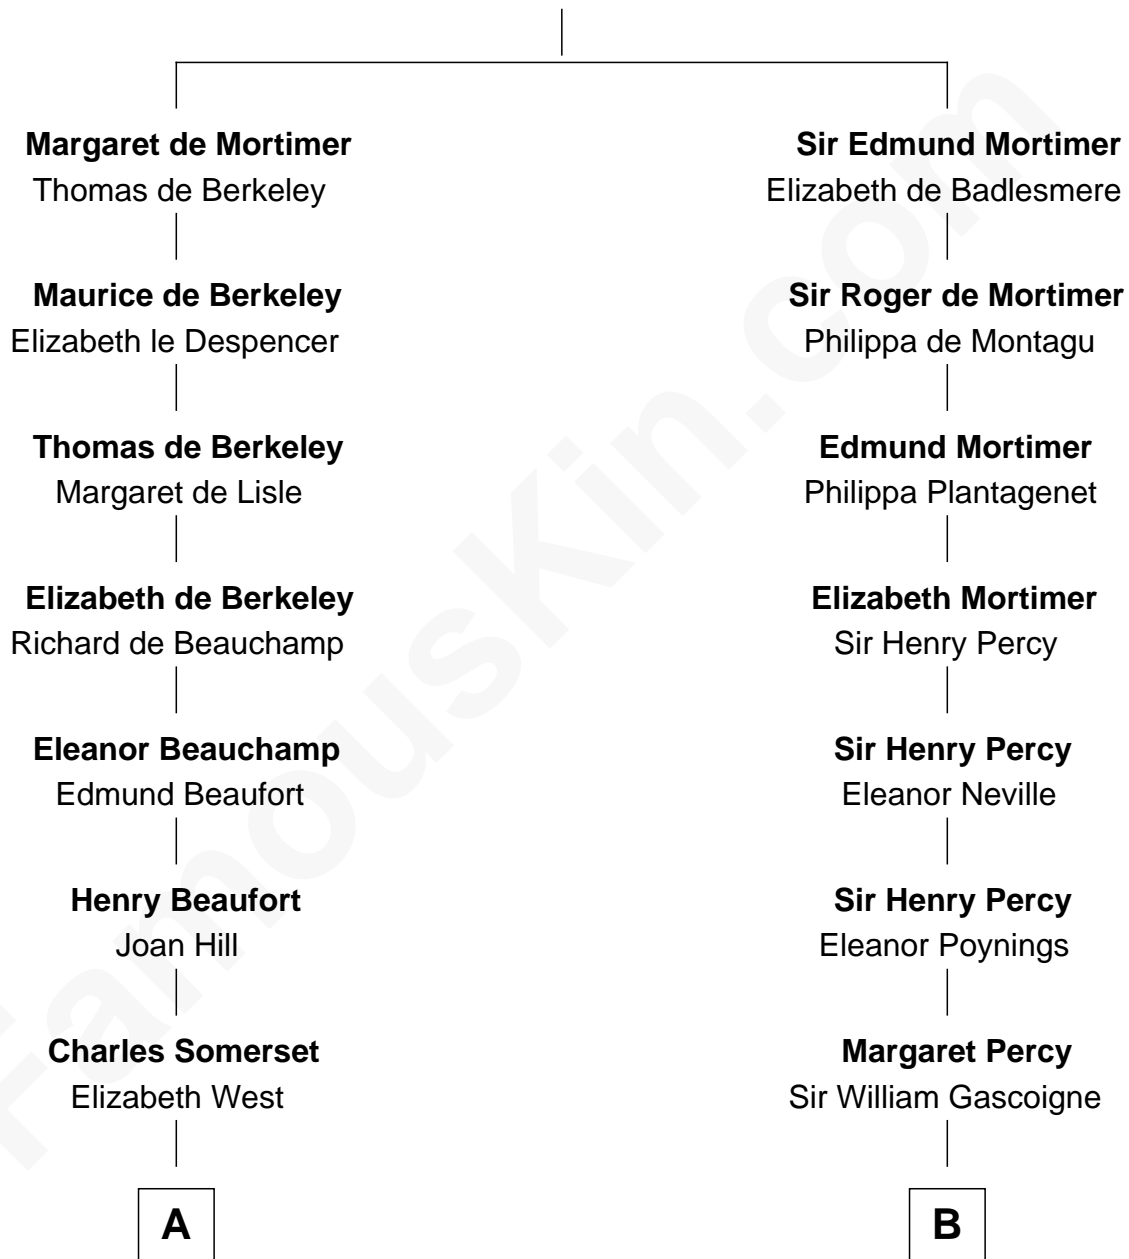 Margaret de Mortimer
Thomas de Berkeley
Maurice de Berkeley
Elizabeth le Despencer
Thomas de Berkeley
Margaret de Lisle
Elizabeth de Berkeley
Richard de Beauchamp
Eleanor Beauchamp
Edmund Beaufort
Henry Beaufort
Joan Hill
Charles Somerset
Elizabeth West
A
Sir Edmund Mortimer
Elizabeth de Badlesmere
Sir Roger de Mortimer
Philippa de Montagu
Edmund Mortimer
Philippa Plantagenet
Elizabeth Mortimer
Sir Henry Percy
Sir Henry Percy
Eleanor Neville
Sir Henry Percy
Eleanor Poynings
Margaret Percy
Sir William Gascoigne
B
FamousKin.com